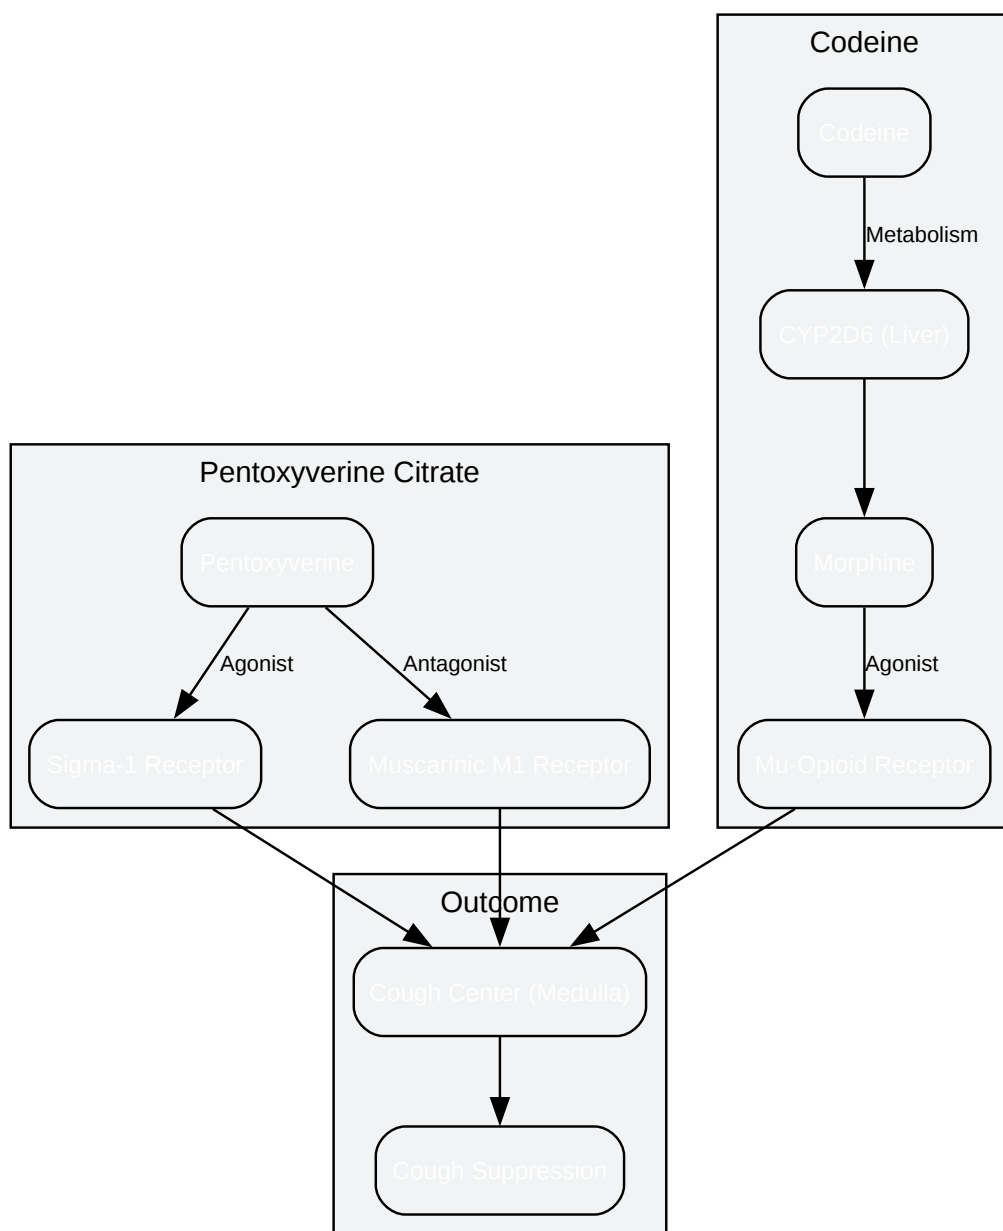 Codeine
Codeine
Metabolism
CYP2D6 (Liver)
Pentoxyverine Citrate
Pentoxyverine
Morphine
Agonist
Antagonist
Agonist
Sigma-1 Receptor
Muscarinic M1 Receptor
Mu-Opioid Receptor
Outcome
Cough Center (Medulla)
Cough Suppression